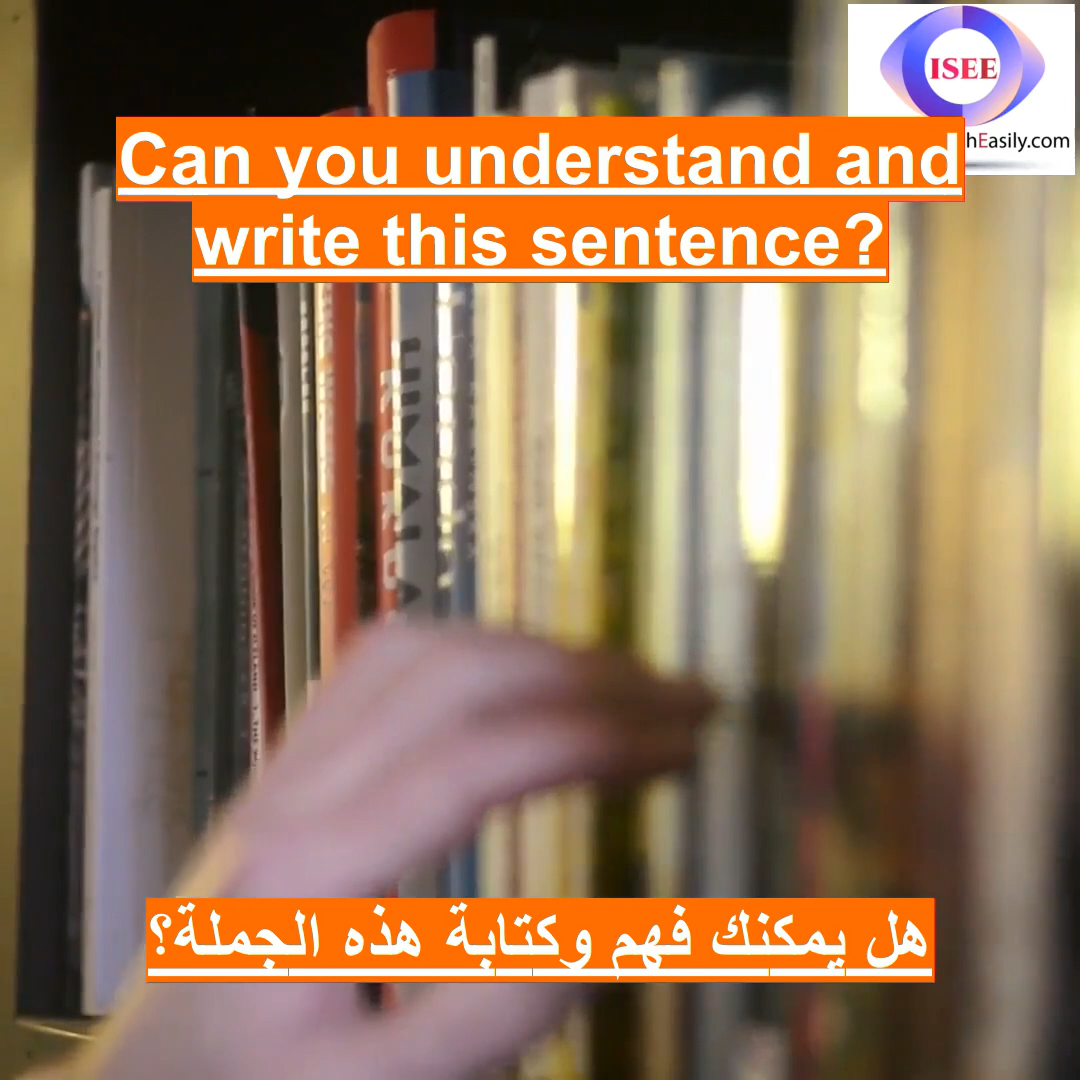 ISEE
hEasily.com
Can you understand and
write this sentence?
هل يمكنك فهم وكتابة هذه الجملة؟